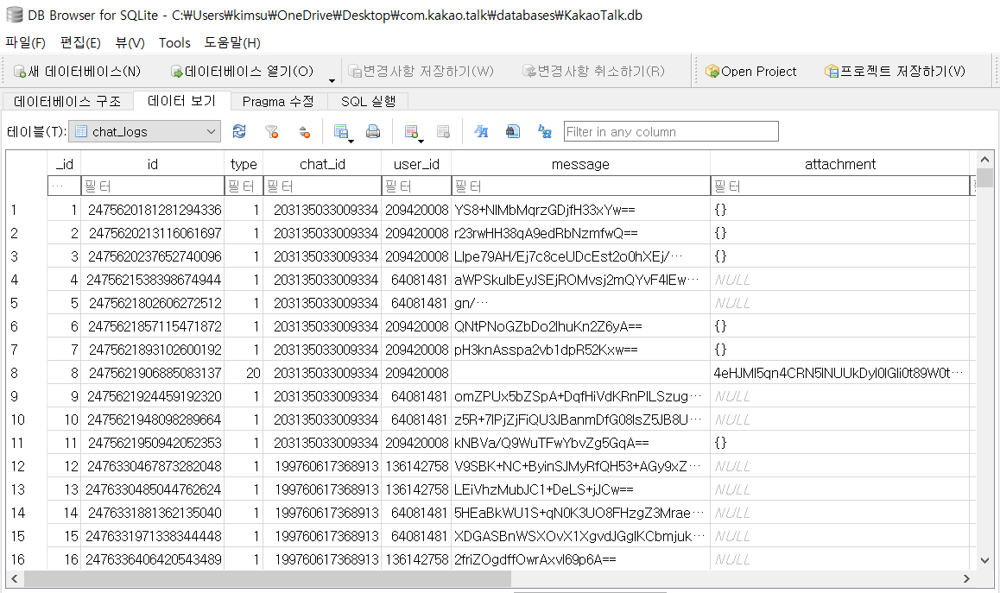 DB Browser for SQLite - C:₩Users₩kimsu₩OneDrive₩Desktop₩com.kakao.talk₩databases₩KakaoTalk.db
파일(F) 편집(E) 뷰(V) Tools 도움말(H)
새 데이터베이스(N) 데이터베이스 열기(O) 변경사항 저장하기(W) 변경사항 취소하기(R) Open Project 프로젝트 저장하기(V)
데이터베이스 구조 데이터 보기 Pragma 수정 SQL 실행
테이블(T): chat_logs Filter in any column
_id id type chat_id user_id message attachment
... 필터 필터 필터 필터 필터 필터
1 1 2475620181281294336 1 203135033009334 209420008 YS8+NlMbMqrzGDjfH33xYw== {}
2 2 2475620213116061697 1 203135033009334 209420008 r23rwHH38qA9edRbNzmfwQ== {}
3 3 2475620237652740096 1 203135033009334 209420008 LIpe79AH/Ej7c8ceUDcEst2o0hXEj/... {}
4 4 2475621538398674944 1 203135033009334 64081481 aWPSkulbEyJSEjROMvsj2mQYvF4lEw... NULL
5 5 2475621802606272512 1 203135033009334 64081481 gn/... NULL
6 6 2475621857115471872 1 203135033009334 209420008 QNtPNoGZbDo2lhuKn2Z6yA== {}
7 7 2475621893102600192 1 203135033009334 209420008 pH3knAsspa2vb1dpR52Kxw== {}
8 8 2475621906885083137 20 203135033009334 209420008 4eHJMl5qn4CRN5lNUUkDyl0lGli0t89W0t...
9 9 2475621924459192320 1 203135033009334 64081481 omZPUx5bZSpA+DqfHiVdKRnPlLSzug... NULL
10 10 2475621948098289664 1 203135033009334 64081481 z5R+7lPjZjFiQU3JBanmDfG08lsZ5JB8U... NULL
11 11 2475621950942052353 1 203135033009334 209420008 kNBVa/Q9WuTFwYbvZg5GqA== {}
12 12 2476330467873282048 1 199760617368913 136142758 V9SBK+NC+ByinSJMyRfQH53+AGy9xZ... NULL
13 13 2476330485044762624 1 199760617368913 136142758 LEiVhzMubJC1+DeLS+jJCw== NULL
14 14 2476331881362135040 1 199760617368913 64081481 5HEaBkWU1S+qN0K3UO8FHzgZ3Mrae... NULL
15 15 2476331971338344448 1 199760617368913 64081481 XDGASBnWSXOvX1XgvdJGglKCbmjuk... NULL
16 16 2476336406420543489 1 199760617368913 136142758 2friZOgdffOwrAxvl69p6A== NULL